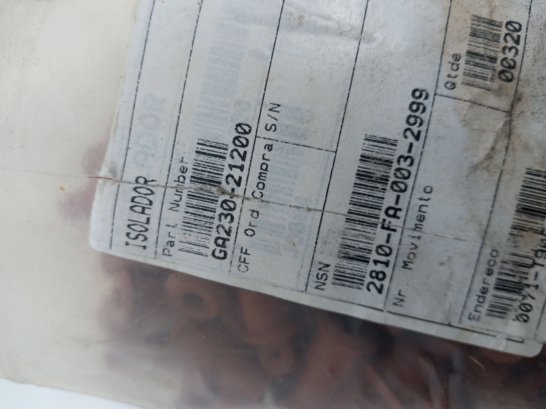 ISOLADOR
Part Number
GA230-21200
CFF Ord Compra S/N
NSN
2810-FA-003-2999
Nr. Movimento
Qtde
00320
Endereco